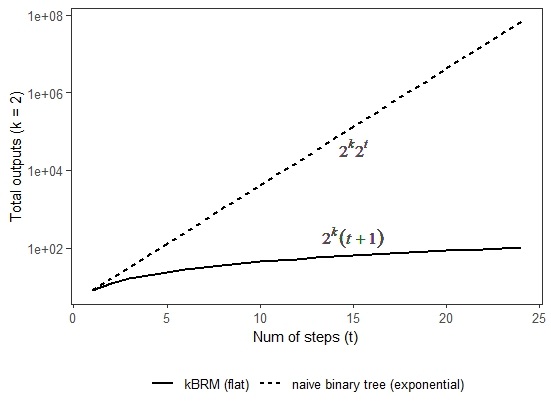 1e+08
1e+06
1e+04
1e+02
Total outputs (k = 2)
2^k 2^t
2^k(t+1)
0 5 10 15 20 25
Num of steps (t)
kBRM (flat) naive binary tree (exponential)